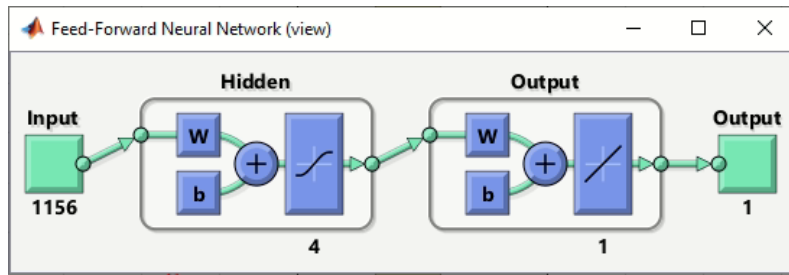 Feed-Forward Neural Network (view)
Hidden
Output
Input
Output
W
W
b
b
1156
4
1
1